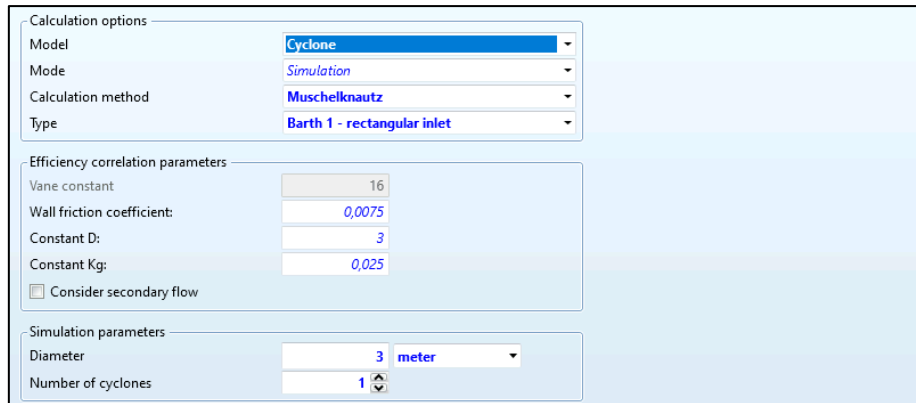 Calculation options
Model Cyclone
Mode Simulation
Calculation method Muschelknautz
Type Barth 1 - rectangular inlet
Efficiency correlation parameters
Vane constant 16
Wall friction coefficient: 0,0075
Constant D: 3
Constant Kg: 0,025
Consider secondary flow
Simulation parameters
Diameter 3 meter
Number of cyclones 1